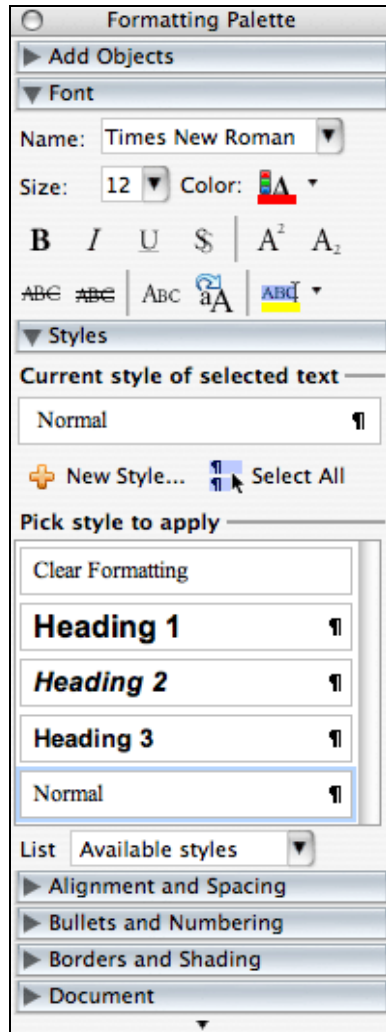 Formatting Palette
Add Objects
Font
Name: Times New Roman
Size: 12 Color: A
B I U S A² A₂
ABC ABC ABC aA ABC
Styles
Current style of selected text
Normal ¶
New Style... Select All
Pick style to apply
Clear Formatting
Heading 1 ¶
Heading 2 ¶
Heading 3 ¶
Normal ¶
List Available styles
Alignment and Spacing
Bullets and Numbering
Borders and Shading
Document